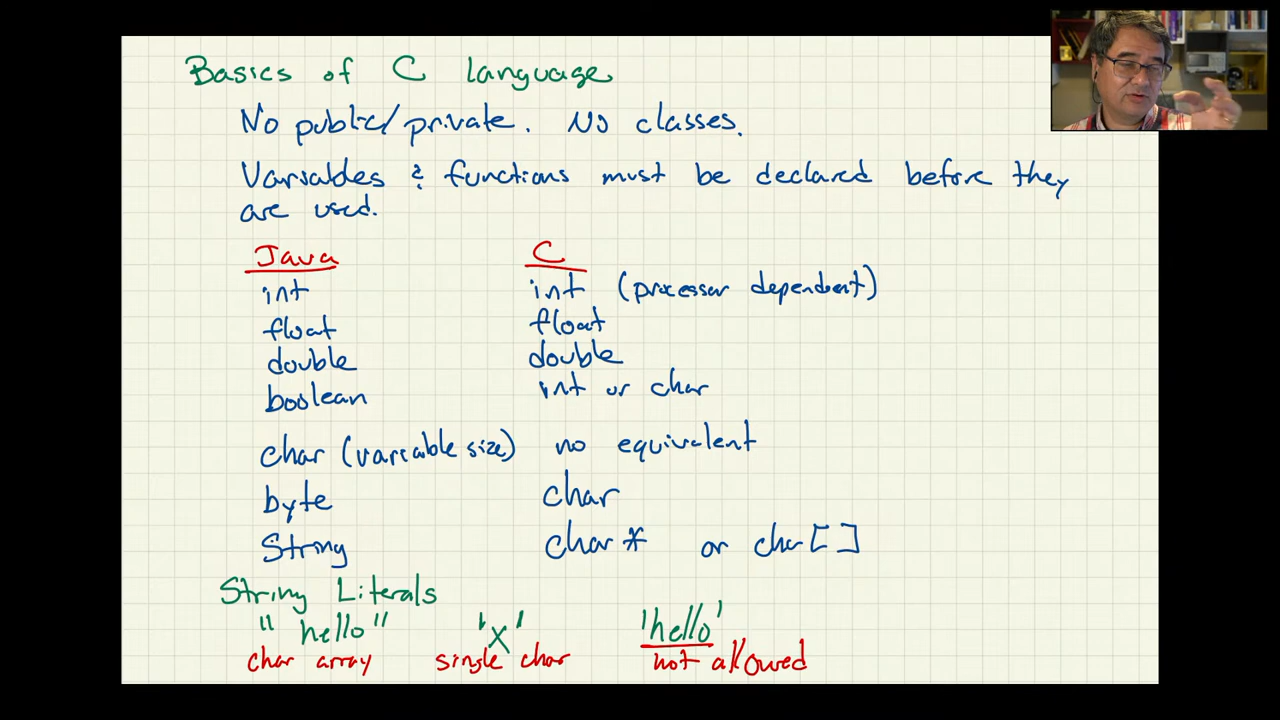 Basics of C language
No public/private. No classes.
Variables & functions must be declared before they
are used.
Java C
int int (processor dependent)
float float
double double
boolean int or char
char (variable size) no equivalent
byte char
String char* or char[]
String Literals
"hello" 'X' 'hello'
char array single char not allowed